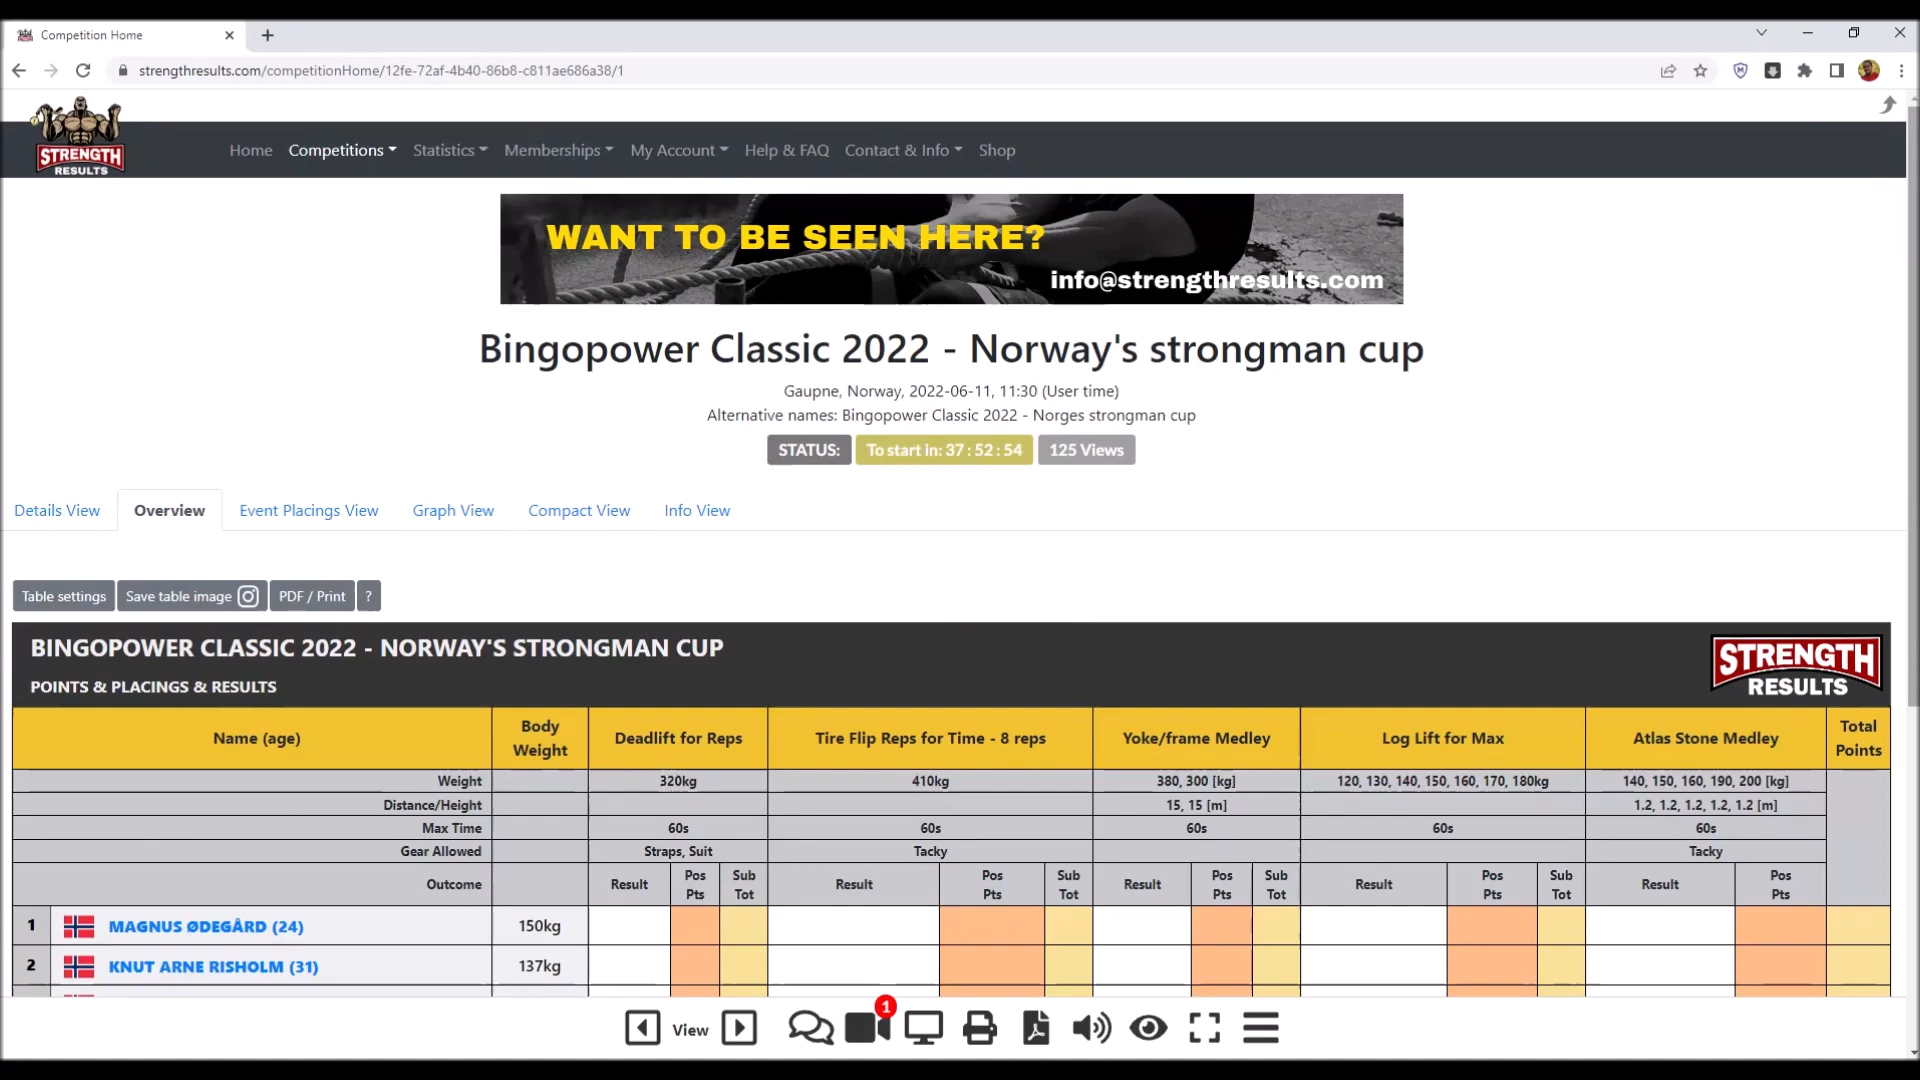 Competition Home
strengthresults.com/competitionHome/12fe-72af-4b40-86b8-c811ae686a38/1
STRENGTH
RESULTS
Home Competitions Statistics Memberships My Account Help & FAQ Contact & Info Shop
WANT TO BE SEEN HERE?
info@strengthresults.com
Bingopower Classic 2022 - Norway's strongman cup
Gaupne, Norway, 2022-06-11, 11:30 (User time)
Alternative names: Bingopower Classic 2022 - Norges strongman cup
STATUS: To start in: 37 : 52 : 54 125 Views
Details View Overview Event Placings View Graph View Compact View Info View
Table settings Save table image PDF / Print ?
BINGOPOWER CLASSIC 2022 - NORWAY'S STRONGMAN CUP
POINTS & PLACINGS & RESULTS
STRENGTH
RESULTS
Name (age) Body Weight Deadlift for Reps Tire Flip Reps for Time - 8 reps Yoke/frame Medley Log Lift for Max Atlas Stone Medley Total Points
Weight 320kg 410kg 380, 300 [kg] 120, 130, 140, 150, 160, 170, 180kg 140, 150, 160, 190, 200 [kg]
Distance/Height 15, 15 [m] 1.2, 1.2, 1.2, 1.2, 1.2 [m]
Max Time 60s 60s 60s 60s 60s
Gear Allowed Straps, Suit Tacky Tacky
Outcome Result Pos Pts Sub Tot Result Pos Pts Sub Tot Result Pos Pts Sub Tot Result Pos Pts Sub Tot Result Pos Pts
1 MAGNUS ØDEGÅRD (24) 150kg
2 KNUT ARNE RISHOLM (31) 137kg
View 1